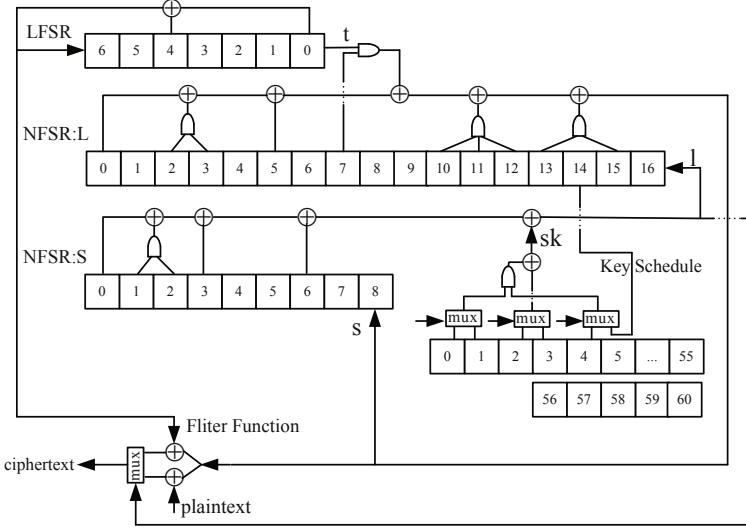 LFSR
6 5 4 3 2 1 0
t
NFSR:L
0 1 2 3 4 5 6 7 8 9 10 11 12 13 14 15 16
l
NFSR:S
0 1 2 3 4 5 6 7 8
s
sk
Key Schedule
mux mux mux
0 1 2 3 4 5 ... 55
56 57 58 59 60
Fliter Function
ciphertext
mux
plaintext